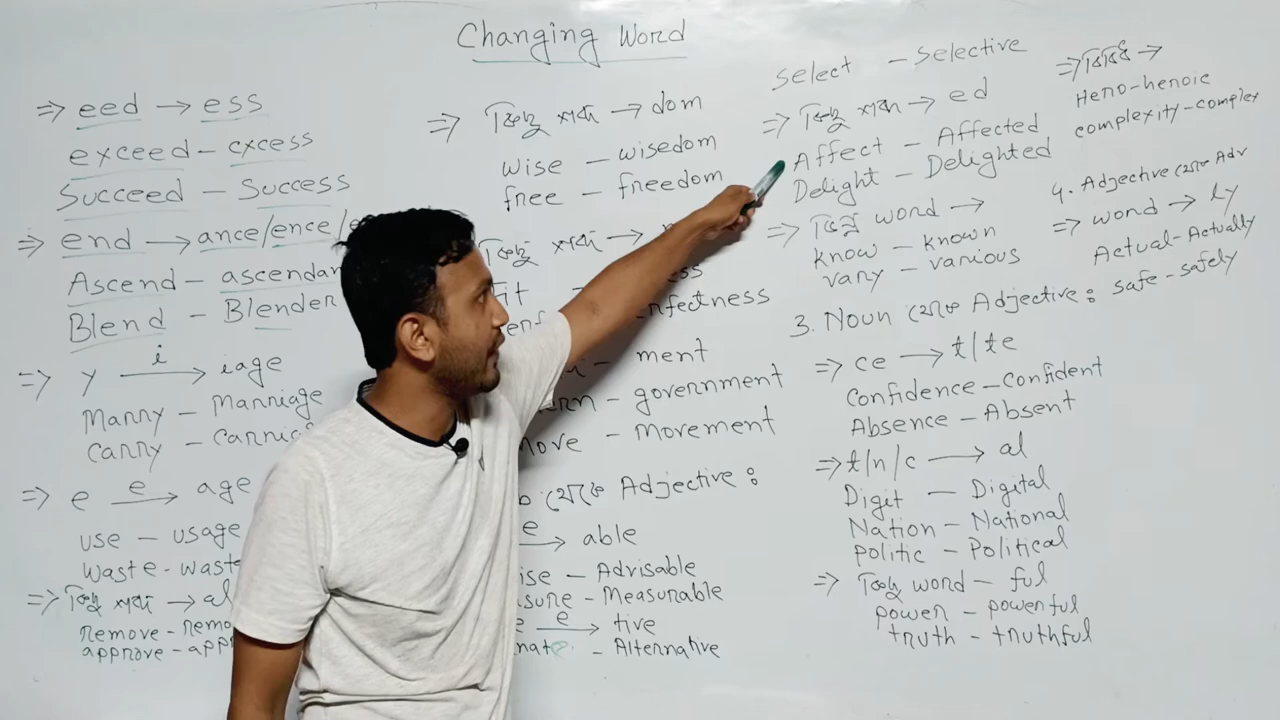 Changing Word
⇒ eed → ess
exceed - excess
Succeed - Success
⇒ end → ance/ence/
Ascend - ascendan
Blend - Blender
⇒ y i→ iage
Marry - Marriage
carry - carriag
⇒ e e→ age
use - usage
waste - waste
⇒ কিছু শব্দ → al
remove - remo
approve - app
⇒ কিছু শব্দ → dom
wise - wisedom
free - freedom
কিছু শব্দ →
fectness
ment
government
move - movement
থেকে Adjective :
e → able
ise - Advisable
sure - Measurable
e e→ tive
nate - Alternative
select - selective
⇒ কিছু শব্দ → ed
Affect - Affected
Delight - Delighted
⇒ ভিন্ন word →
know - known
vary - various
3. Noun থেকে Adjective :
⇒ ce → t/te
Confidence - Confident
Absence - Absent
⇒ t/n/c → al
Digit - Digital
Nation - National
Politic - Political
⇒ কিছু word - ful
power - powerful
truth - truthful
⇒ বিবিধ →
Hero - heroic
complexity - complex
4. Adjective থেকে Adv
⇒ word → ly
Actual - Actually
safe - safely